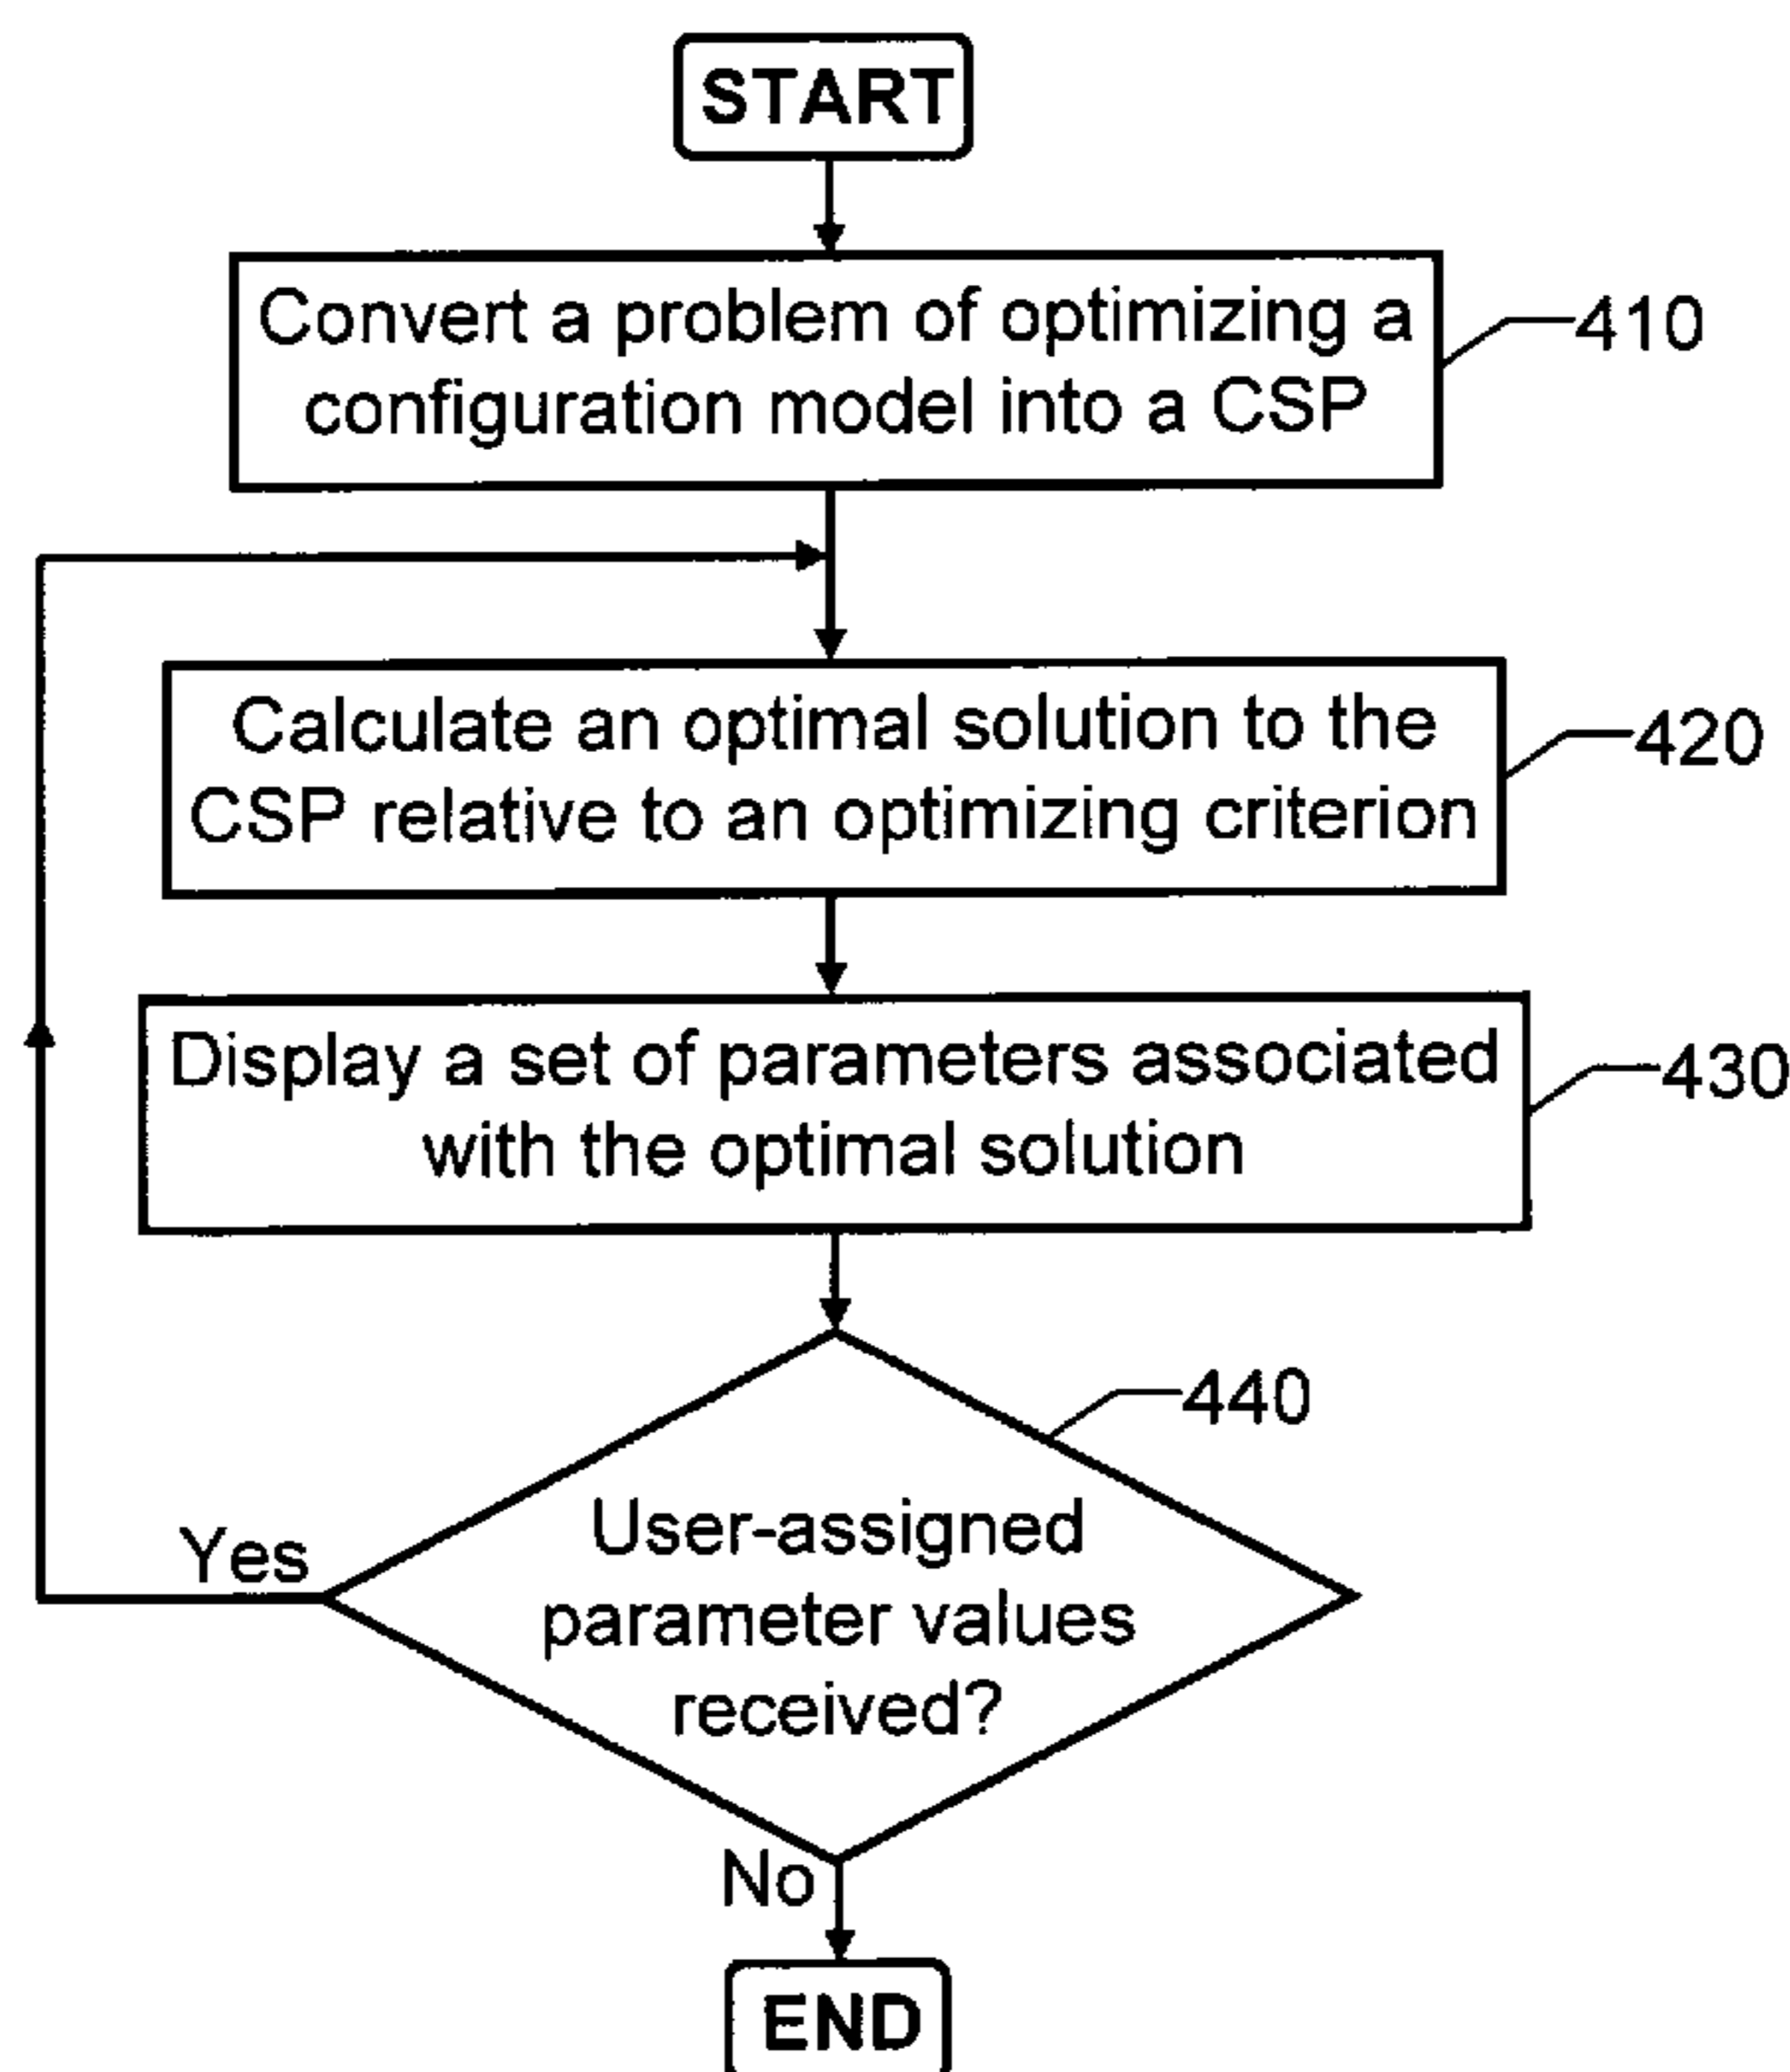 START
Convert a problem of optimizing a
configuration model into a CSP
410
Calculate an optimal solution to the
CSP relative to an optimizing criterion
420
Display a set of parameters associated
with the optimal solution
430
440
User-assigned
parameter values
received?
Yes
No
END